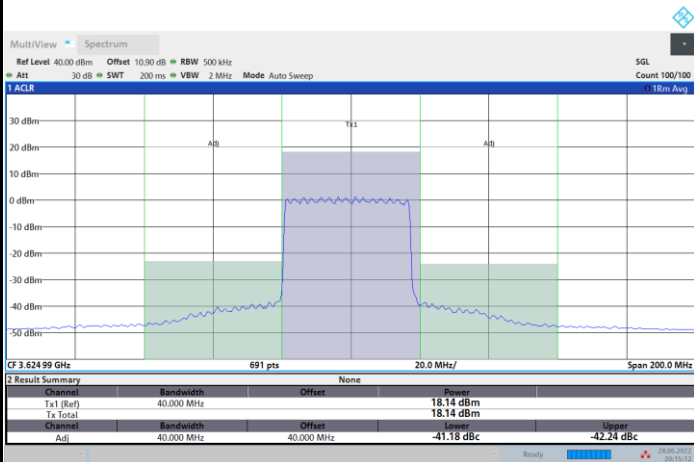 MultiView Spectrum
Ref Level 40.00 dBm Offset 10.90 dB RBW 500 kHz SGL
Att 30 dB SWT 200 ms VBW 2 MHz Mode Auto Sweep Count 100/100
1 ACLR 1Rm Avg
30 dBm
Tx1
20 dBm
Adj Adj
10 dBm
0 dBm
-10 dBm
-20 dBm
-30 dBm
-40 dBm
-50 dBm
CF 3.624 99 GHz 691 pts 20.0 MHz/ Span 200.0 MHz
2 Result Summary None
Channel Bandwidth Offset Power
Tx1 (Ref) 40.000 MHz 18.14 dBm
Tx Total 18.14 dBm
Channel Bandwidth Offset Lower Upper
Adj 40.000 MHz 40.000 MHz -41.18 dBc -42.24 dBc
Ready 28.06.2022
20:15:12